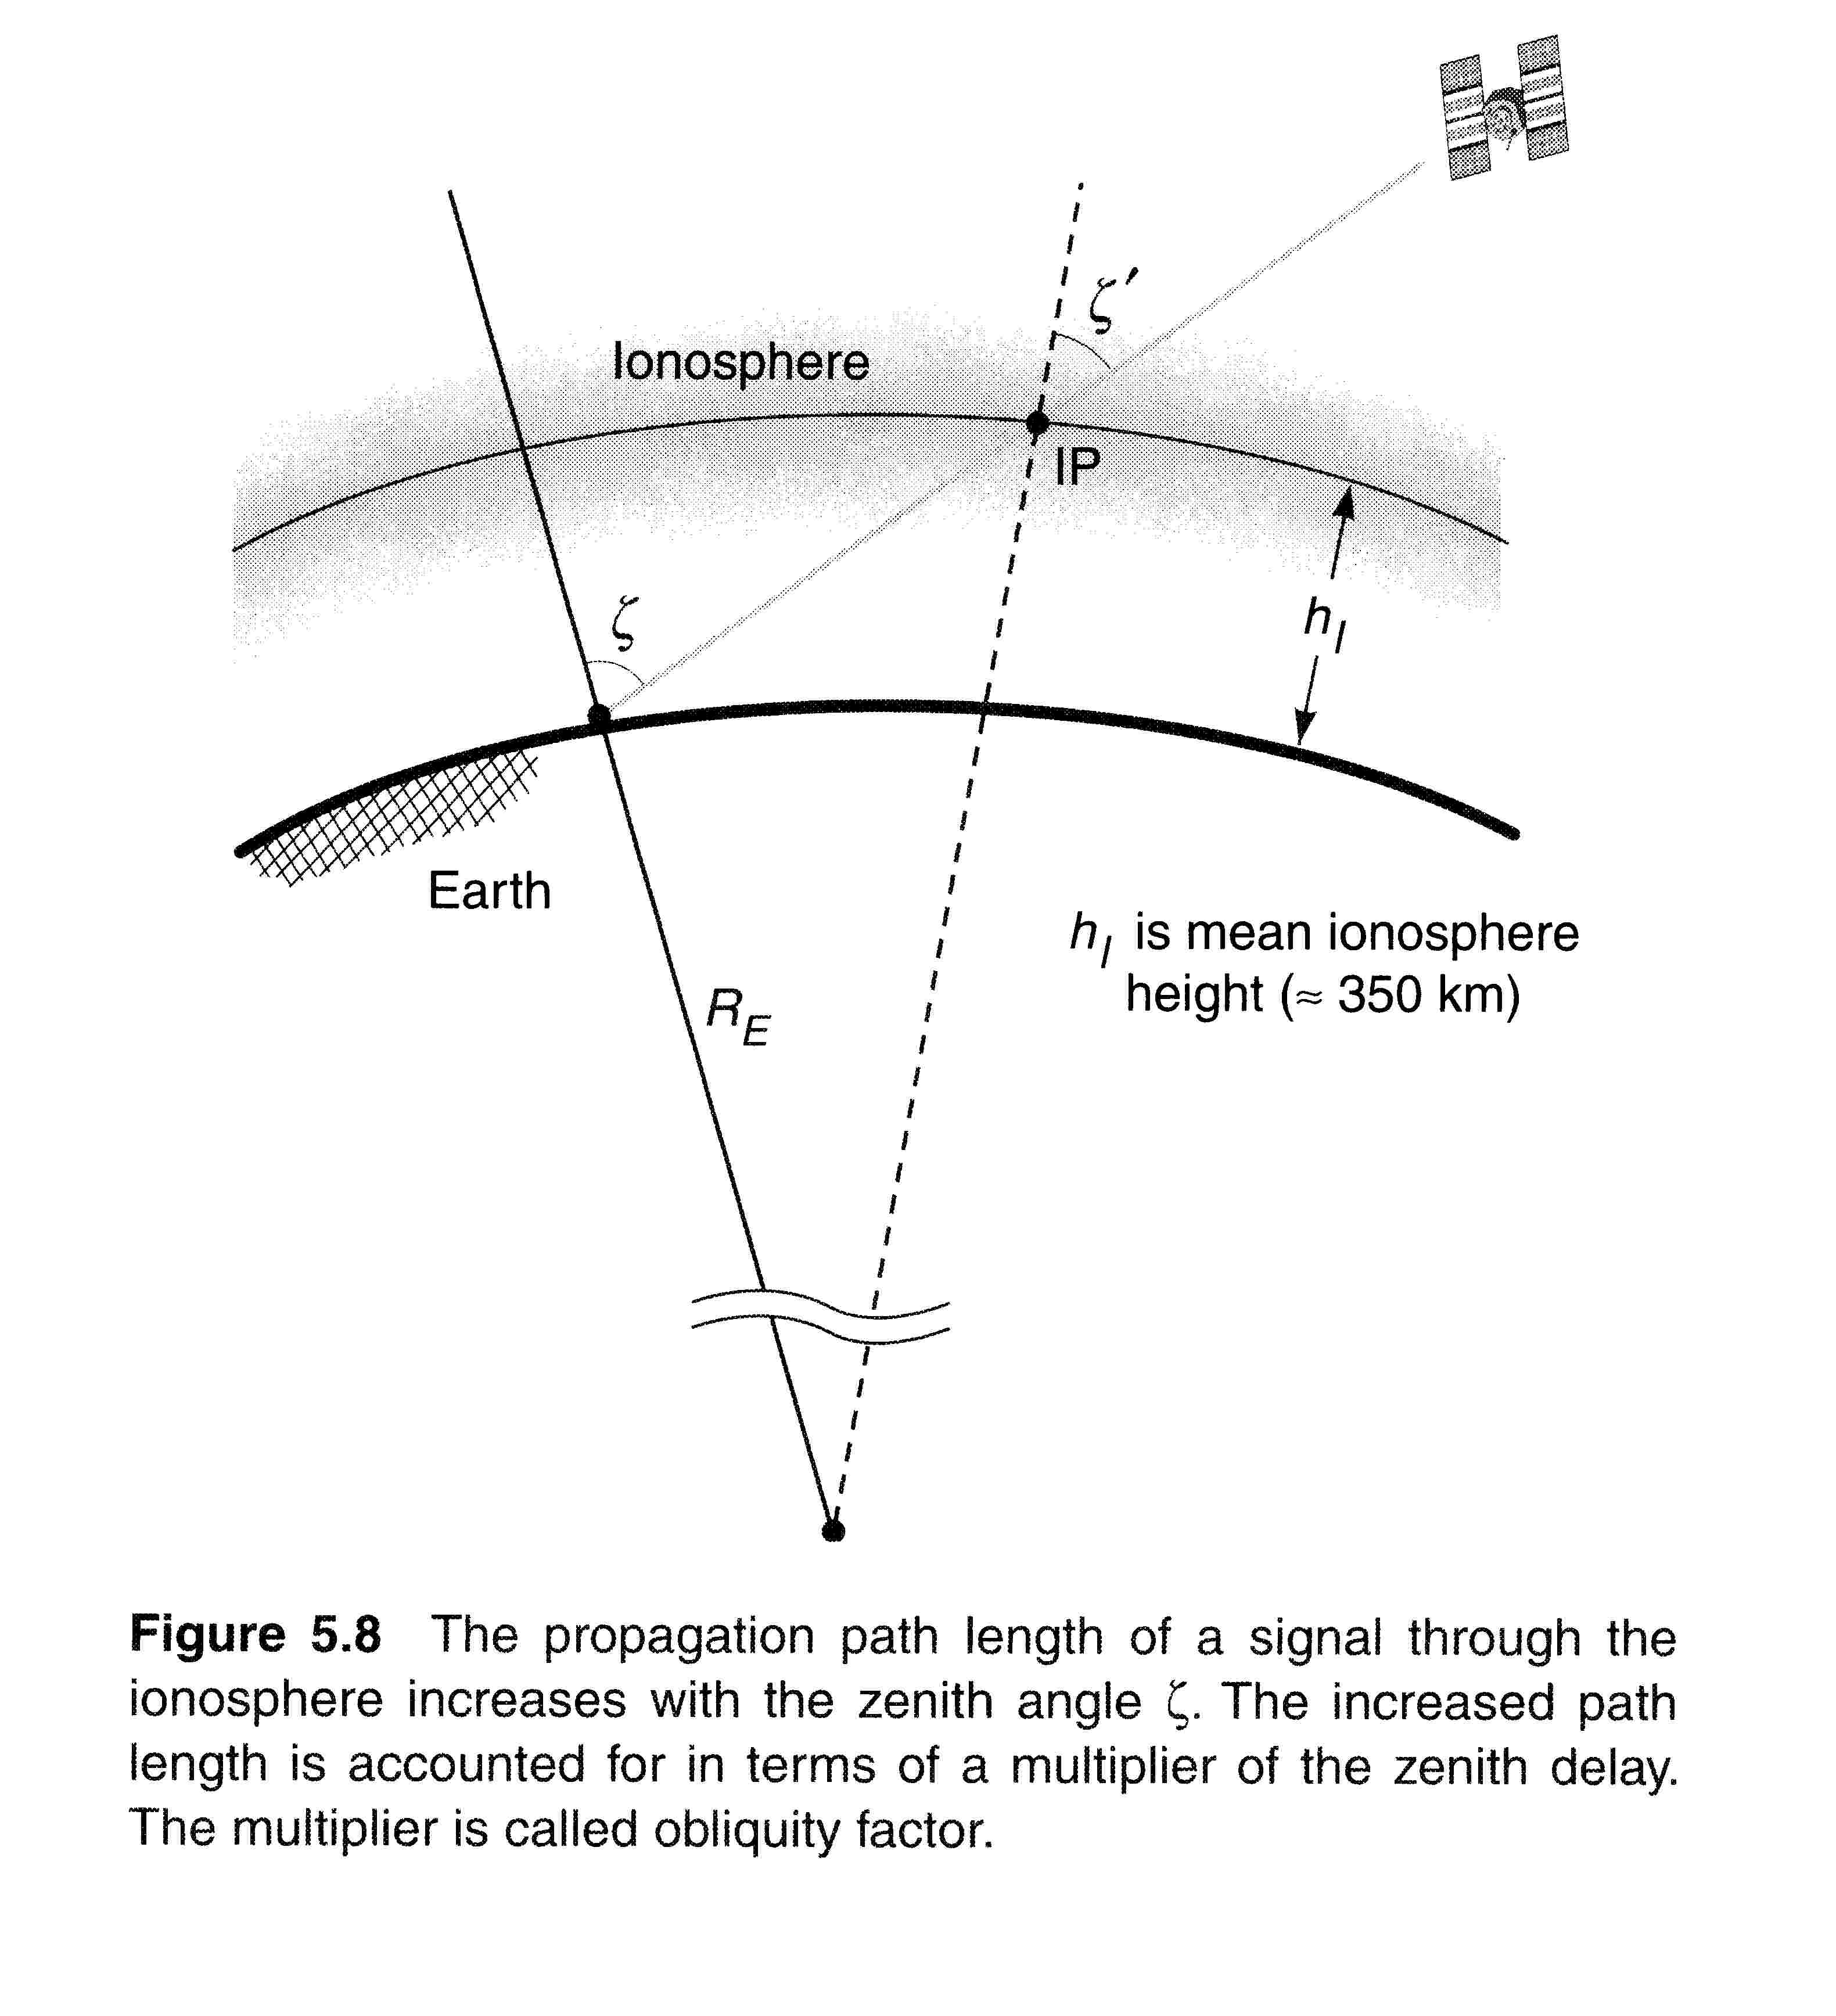 ζ′
Ionosphere
IP
ζ
h_I
Earth
h_I is mean ionosphere
height (≈ 350 km)
R_E
Figure 5.8 The propagation path length of a signal through the
ionosphere increases with the zenith angle ζ. The increased path
length is accounted for in terms of a multiplier of the zenith delay.
The multiplier is called obliquity factor.